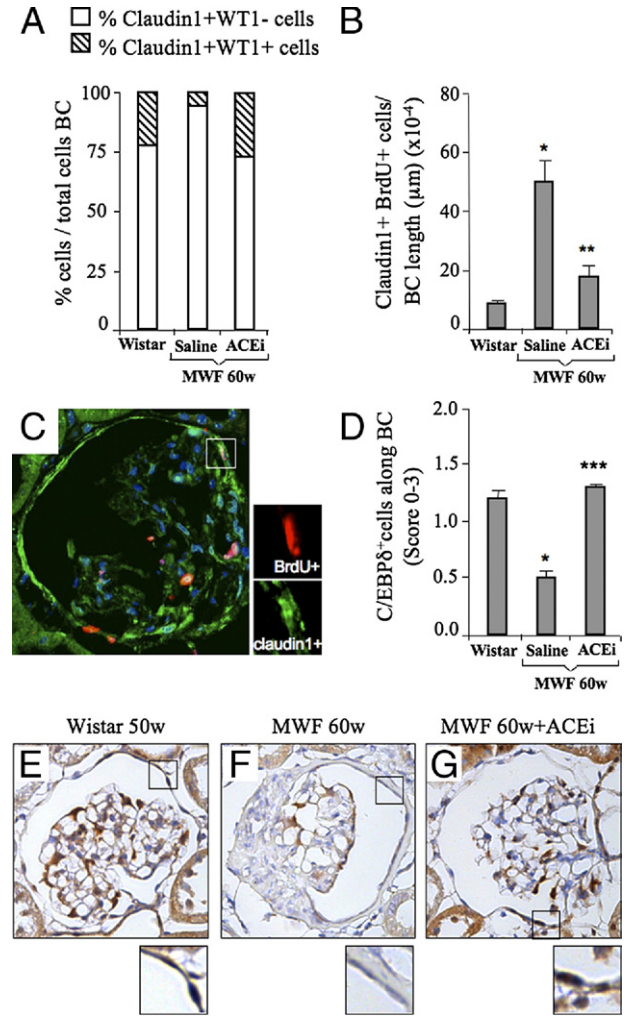 A
% Claudin1+WT1- cells
% Claudin1+WT1+ cells
% cells / total cells BC
100
75
50
25
0
Wistar
Saline
ACEi
MWF 60w
B
Claudin1+ BrdU+ cells/
BC length (µm) (x10⁻⁴)
80
60
40
20
0
*
**
Wistar
Saline
ACEi
MWF 60w
C
BrdU+
claudin1+
D
C/EBPδ⁺cells along BC
(Score 0-3)
2.0
1.5
1.0
0.5
0.0
*
***
Wistar
Saline
ACEi
MWF 60w
Wistar 50w
MWF 60w
MWF 60w+ACEi
E
F
G